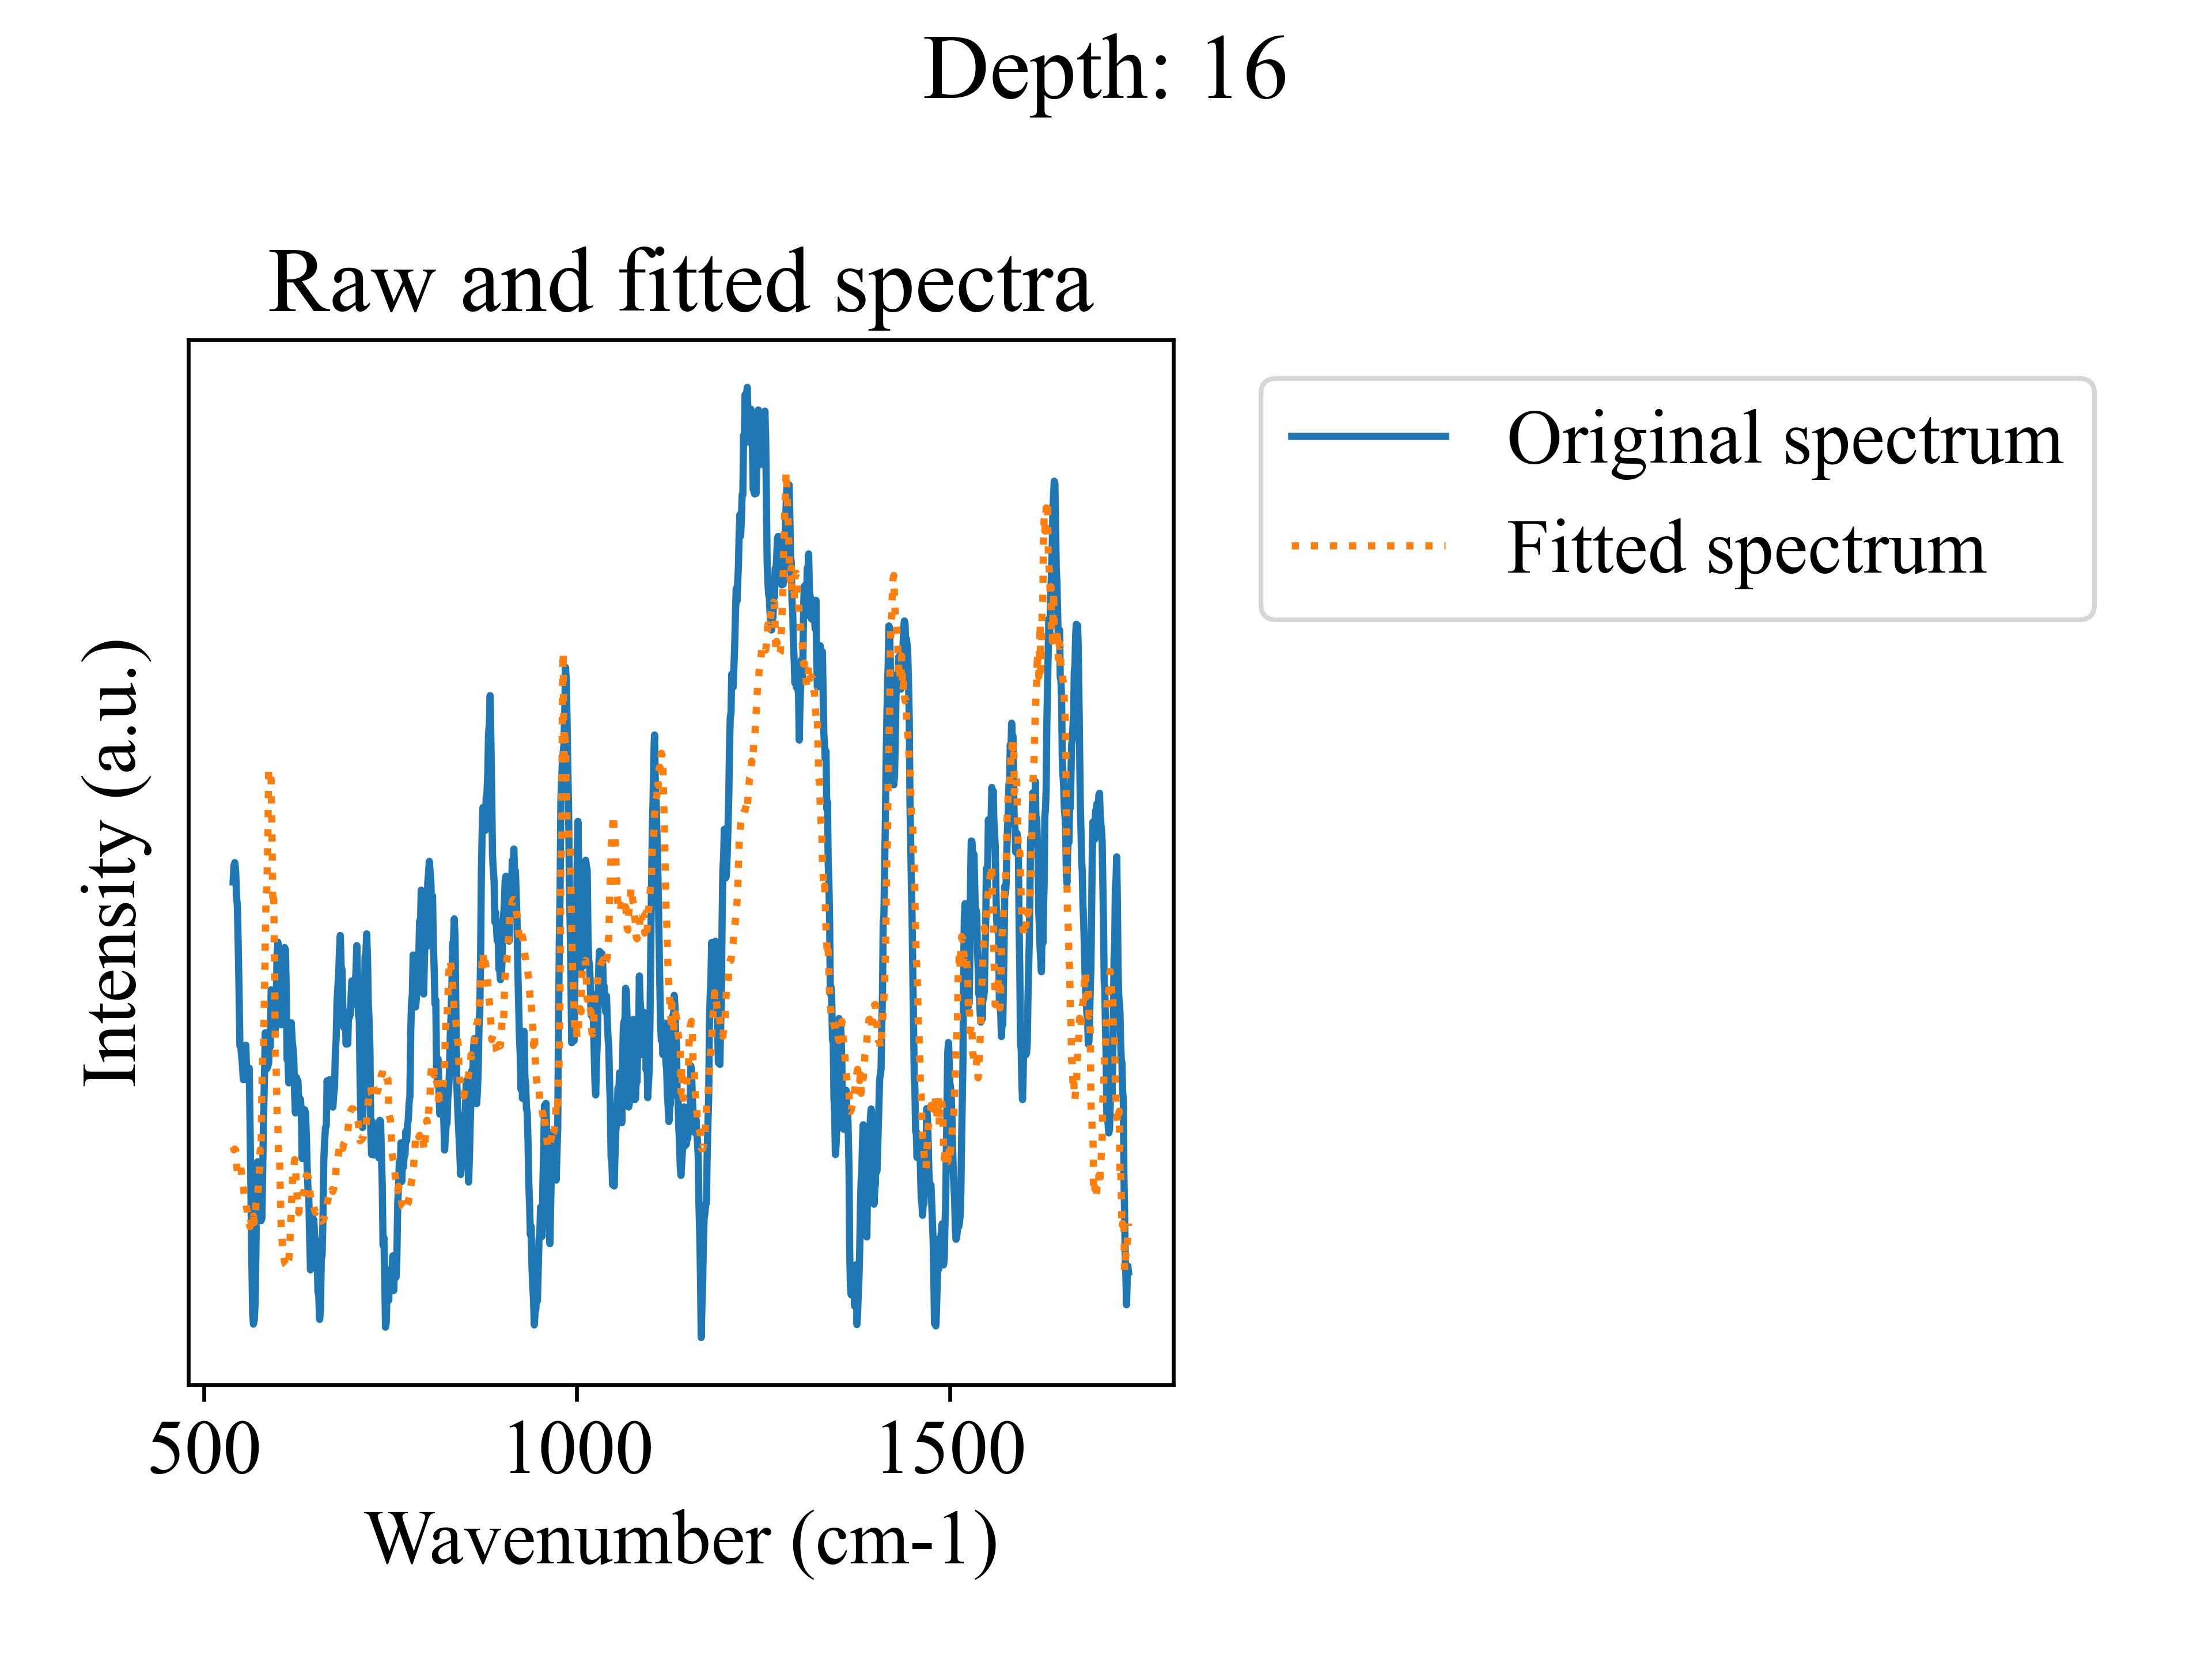 Depth: 16
Raw and fitted spectra
Original spectrum
Fitted spectrum
Intensity (a.u.)
500 1000 1500
Wavenumber (cm-1)